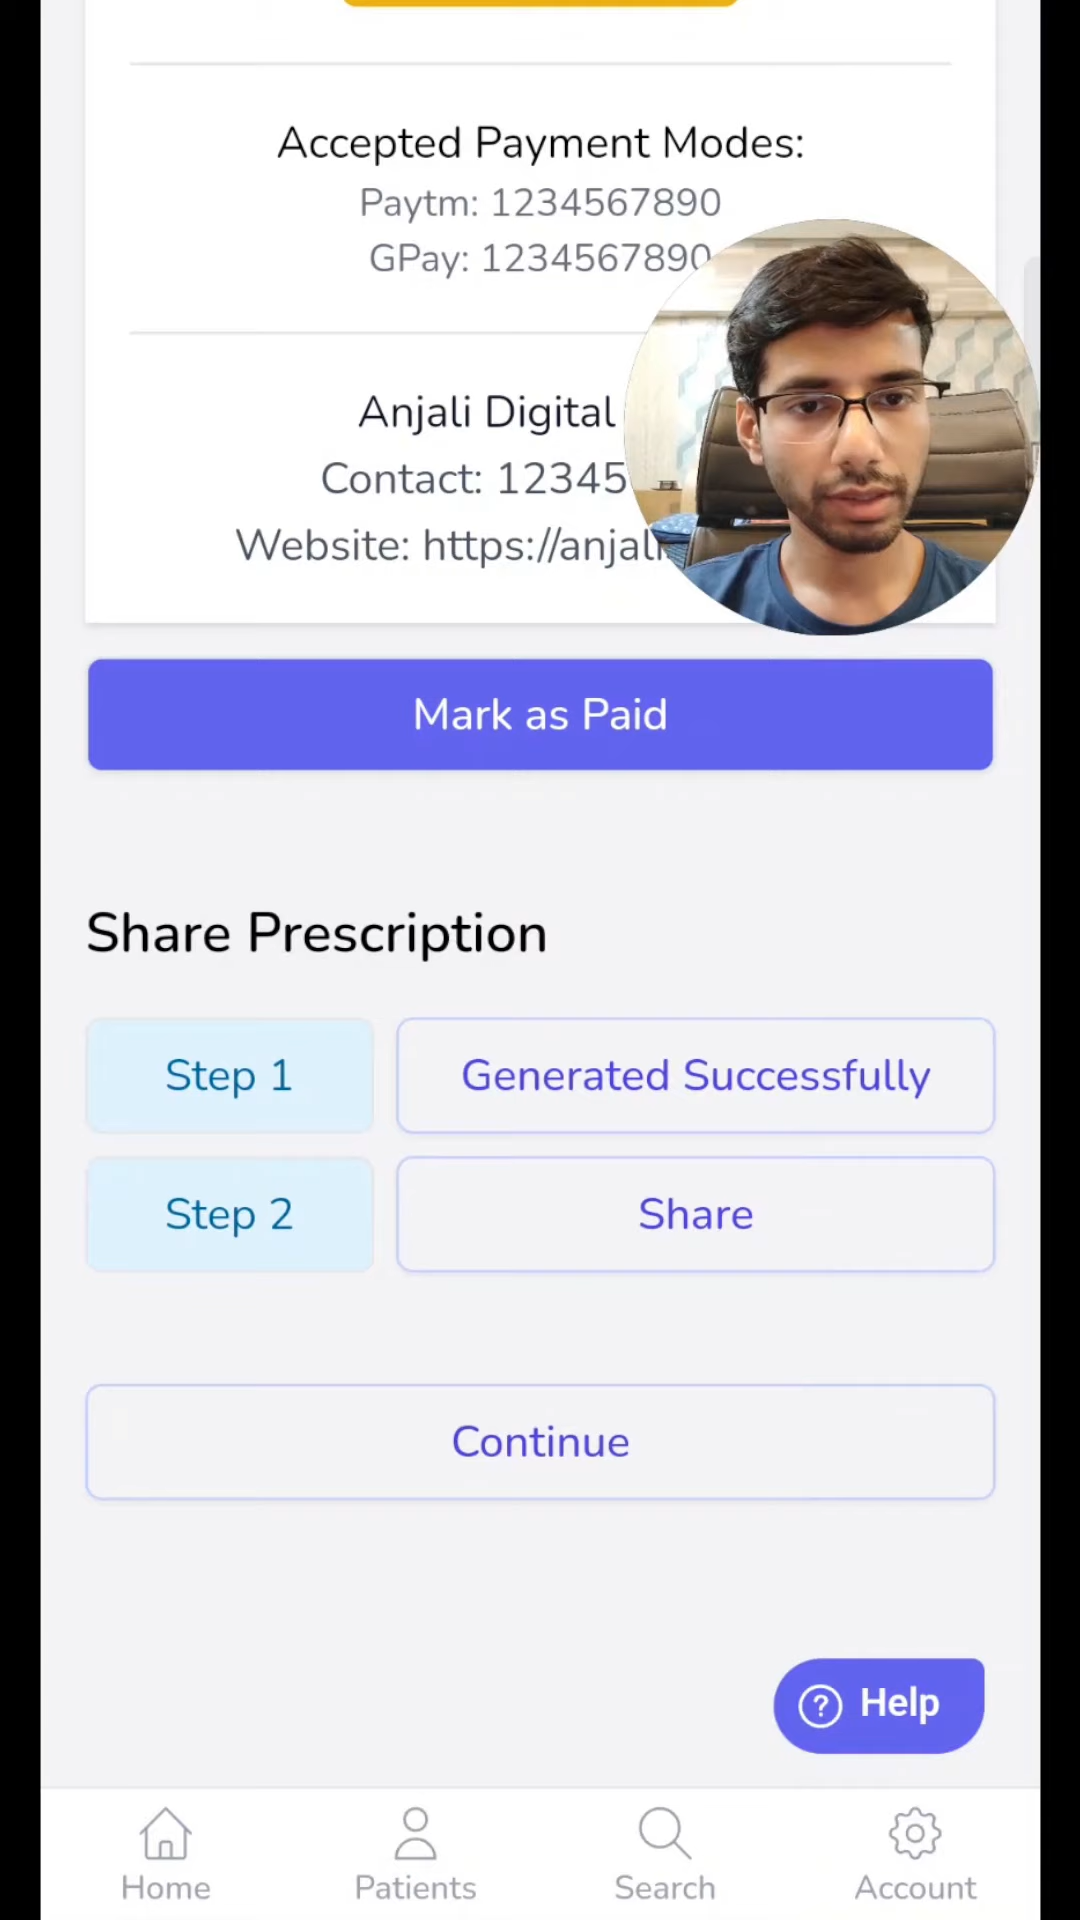 Accepted Payment Modes:
Paytm: 1234567890
GPay: 1234567890
Anjali Digital
Contact: 12345
Website: https://anjali
Mark as Paid
Share Prescription
Step 1
Generated Successfully
Step 2
Share
Continue
Help
Home
Patients
Search
Account